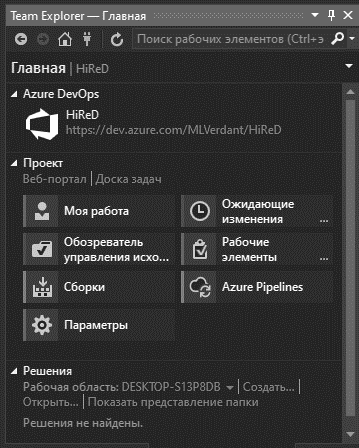 Team Explorer — Главная
Поиск рабочих элементов (Ctrl+э
Главная | HiReD
Azure DevOps
HiReD
https://dev.azure.com/MLVerdant/HiReD
Проект
Веб-портал | Доска задач
Моя работа
Ожидающие
изменения ...
Обозреватель
управления исхо...
Рабочие
элементы ...
Сборки
Azure Pipelines
Параметры
Решения
Рабочая область: DESKTOP-S13P8DB | Создать... |
Открыть... | Показать представление папки
Решения не найдены.